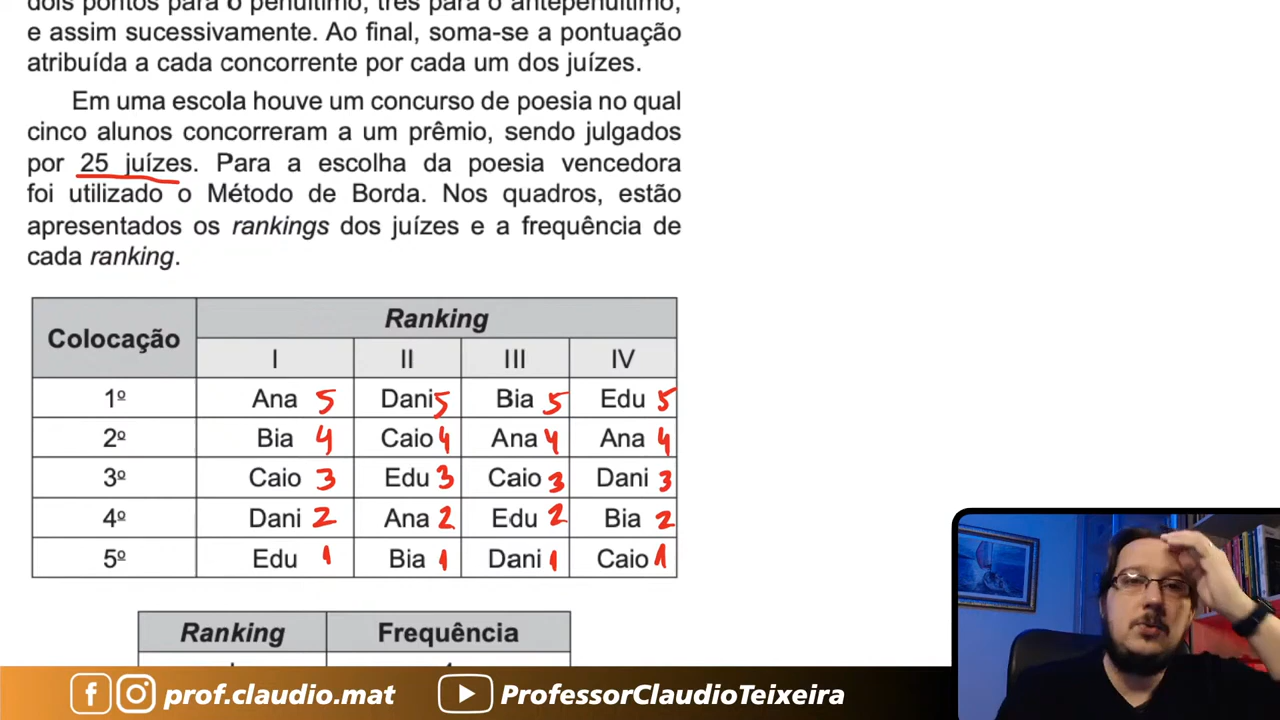 dois pontos para o penúltimo, três para o antepenúltimo,
e assim sucessivamente. Ao final, soma-se a pontuação
atribuída a cada concorrente por cada um dos juízes.
Em uma escola houve um concurso de poesia no qual
cinco alunos concorreram a um prêmio, sendo julgados
por 25 juízes. Para a escolha da poesia vencedora
foi utilizado o Método de Borda. Nos quadros, estão
apresentados os rankings dos juízes e a frequência de
cada ranking.
Colocação Ranking
I II III IV
1º Ana 5 Dani 5 Bia 5 Edu 5
2º Bia 4 Caio 4 Ana 4 Ana 4
3º Caio 3 Edu 3 Caio 3 Dani 3
4º Dani 2 Ana 2 Edu 2 Bia 2
5º Edu 1 Bia 1 Dani 1 Caio 1
Ranking Frequência
prof.claudio.mat ProfessorClaudioTeixeira